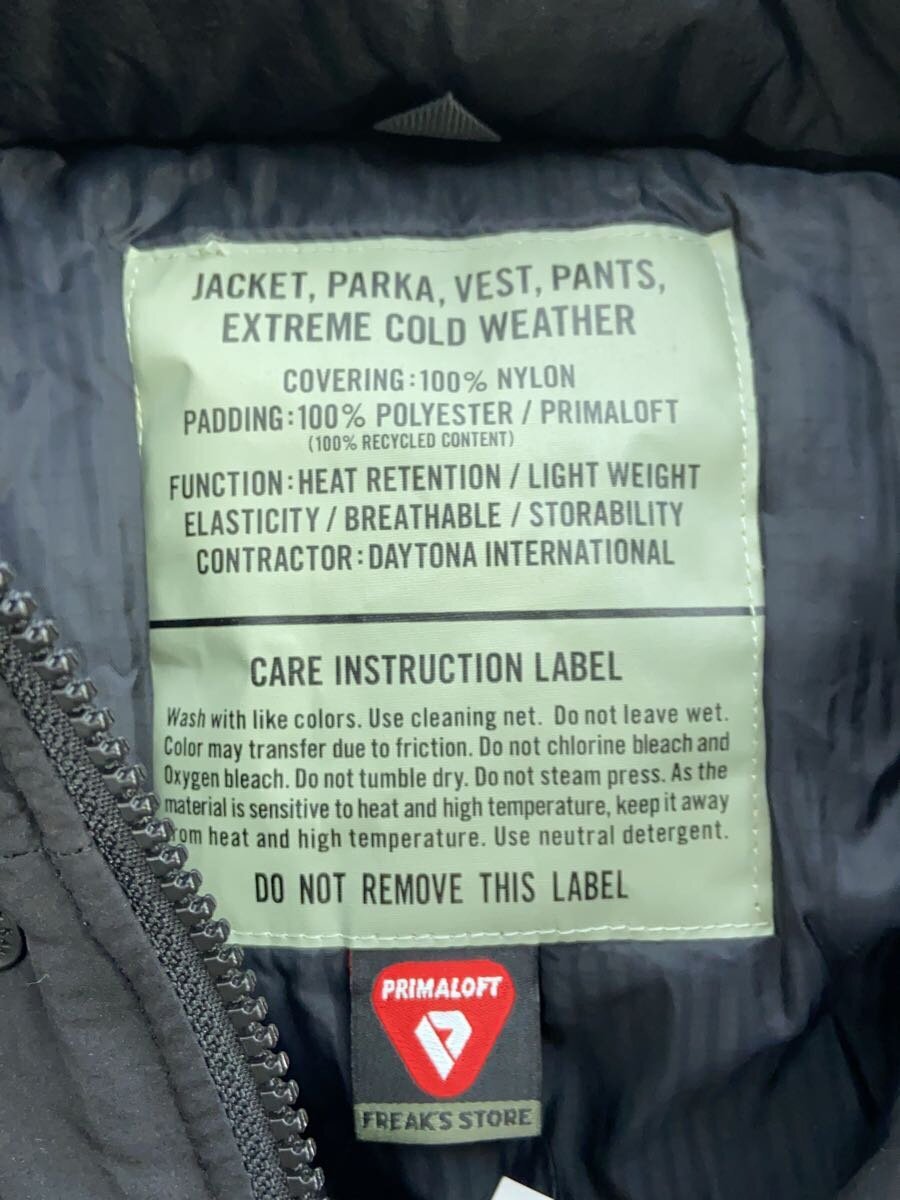 JACKET, PARKA, VEST, PANTS,
EXTREME COLD WEATHER
COVERING:100% NYLON
PADDING:100% POLYESTER / PRIMALOFT
(100% RECYCLED CONTENT)
FUNCTION:HEAT RETENTION / LIGHT WEIGHT
ELASTICITY / BREATHABLE / STORABILITY
CONTRACTOR:DAYTONA INTERNATIONAL
CARE INSTRUCTION LABEL
Wash with like colors. Use cleaning net. Do not leave wet.
Color may transfer due to friction. Do not chlorine bleach and
Oxygen bleach. Do not tumble dry. Do not steam press. As the
material is sensitive to heat and high temperature, keep it away
from heat and high temperature. Use neutral detergent.
DO NOT REMOVE THIS LABEL
PRIMALOFT
FREAK'S STORE